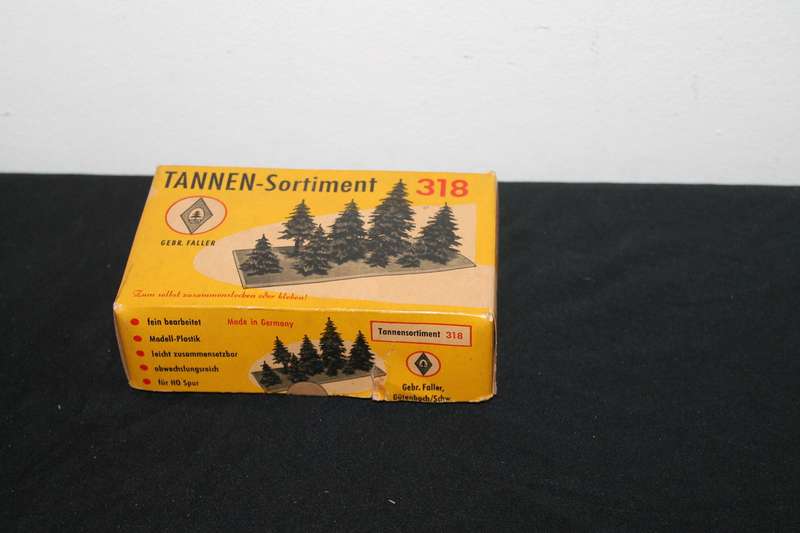 TANNEN-Sortiment 318
GEBR. FALLER
Zum selbst zusammenstecken oder kleben!
fein bearbeitet
Modell-Plastik
leicht zusammensetzbar
abwechslungsreich
für HO Spur
Made in Germany
Tannensortiment 318
Gebr. Faller,
Gütenbach/Schw.